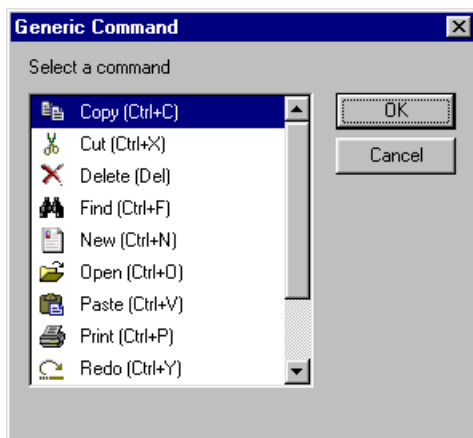 Generic Command
Select a command
Copy (Ctrl+C)
Cut (Ctrl+X)
Delete (Del)
Find (Ctrl+F)
New (Ctrl+N)
Open (Ctrl+O)
Paste (Ctrl+V)
Print (Ctrl+P)
Redo (Ctrl+Y)
OK
Cancel